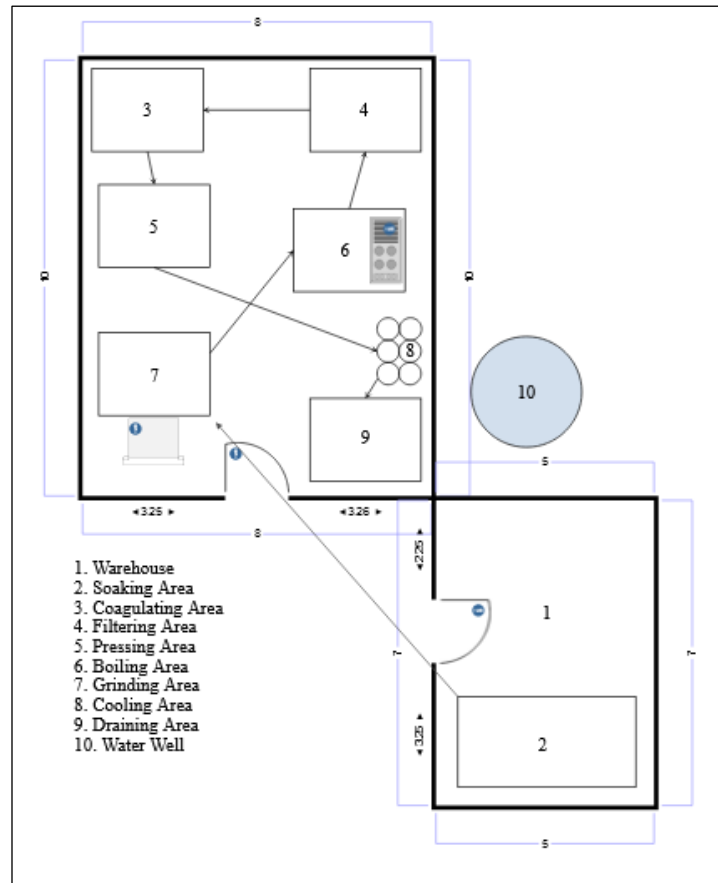 8
3
4
5
6
10
10
8
7
10
9
5
3.25
3.25
8
2.25
1. Warehouse
2. Soaking Area
3. Coagulating Area
4. Filtering Area
5. Pressing Area
6. Boiling Area
7. Grinding Area
8. Cooling Area
9. Draining Area
10. Water Well
1
7
7
3.25
2
5